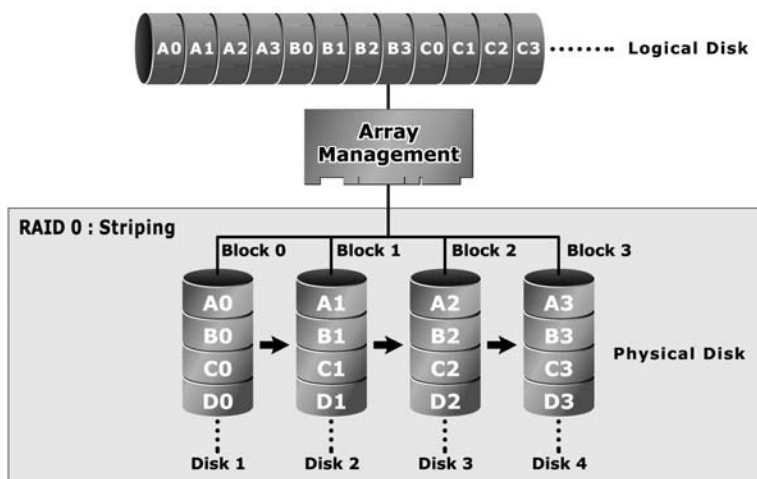 A0 A1 A2 A3 B0 B1 B2 B3 C0 C1 C2 C3 Logical Disk
Array
Management
RAID 0 : Striping
Block 0 Block 1 Block 2 Block 3
A0 A1 A2 A3
B0 B1 B2 B3
C0 C1 C2 C3
Physical Disk
D0 D1 D2 D3
Disk 1 Disk 2 Disk 3 Disk 4